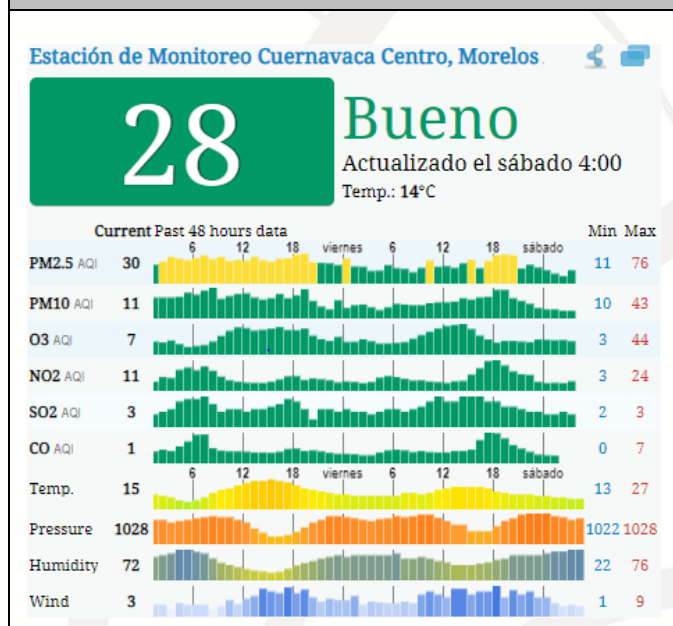 Estación de Monitoreo Cuernavaca Centro, Morelos
28
Bueno
Actualizado el sábado 4:00
Temp.: 14°C
Current Past 48 hours data Min Max
6 12 18 viernes 6 12 18 sábado
PM2.5 AQI 30 11 76
PM10 AQI 11 10 43
O3 AQI 7 3 44
NO2 AQI 11 3 24
SO2 AQI 3 2 3
CO AQI 1 0 7
6 12 18 viernes 6 12 18 sábado
Temp. 15 13 27
Pressure 1028 1022 1028
Humidity 72 22 76
Wind 3 1 9